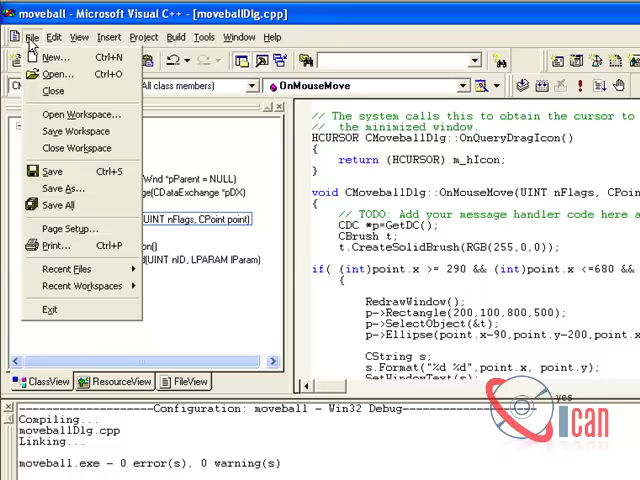 moveball - Microsoft Visual C++ - [moveballDlg.cpp]
File Edit View Insert Project Build Tools Window Help
New... Ctrl+N
Open... Ctrl+O
Close
Open Workspace...
Save Workspace
Close Workspace
Save Ctrl+S
Save As...
Save All
Page Setup...
Print... Ctrl+P
Recent Files
Recent Workspaces
Exit
All class members)
OnMouseMove
Wnd *pParent = NULL)
ge(CDataExchange *pDX)
UINT nFlags, CPoint point)
on()
d(UINT nID, LPARAM lParam)
ClassView ResourceView FileView
// The system calls this to obtain the cursor to
// the minimized window.
HCURSOR CMoveballDlg::OnQueryDragIcon()
{
return (HCURSOR) m_hIcon;
}
void CMoveballDlg::OnMouseMove(UINT nFlags, CPoin
// TODO: Add your message handler code here a
CDC *p=GetDC();
CBrush t;
t.CreateSolidBrush(RGB(255,0,0));
if( (int)point.x >= 290 && (int)point.x <=680 &
{
RedrawWindow();
p->Rectangle(200,100,800,500);
p->SelectObject(&t);
p->Ellipse(point.x-90,point.y-200,point.x
CString s;
s.Format("%d %d",point.x, point.y);
SetWindowText(s);
--------------------Configuration: moveball - Win32 Debug--------------------
Compiling...
moveballDlg.cpp
Linking...
moveball.exe - 0 error(s), 0 warning(s)
yes
ican